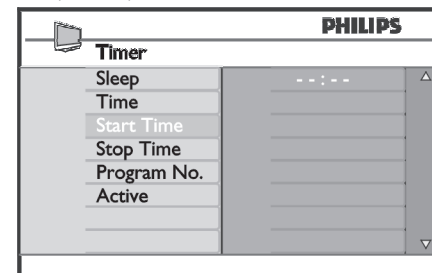 PHILIPS
Timer
Sleep --:--
Time
Start Time
Stop Time
Program No.
Active